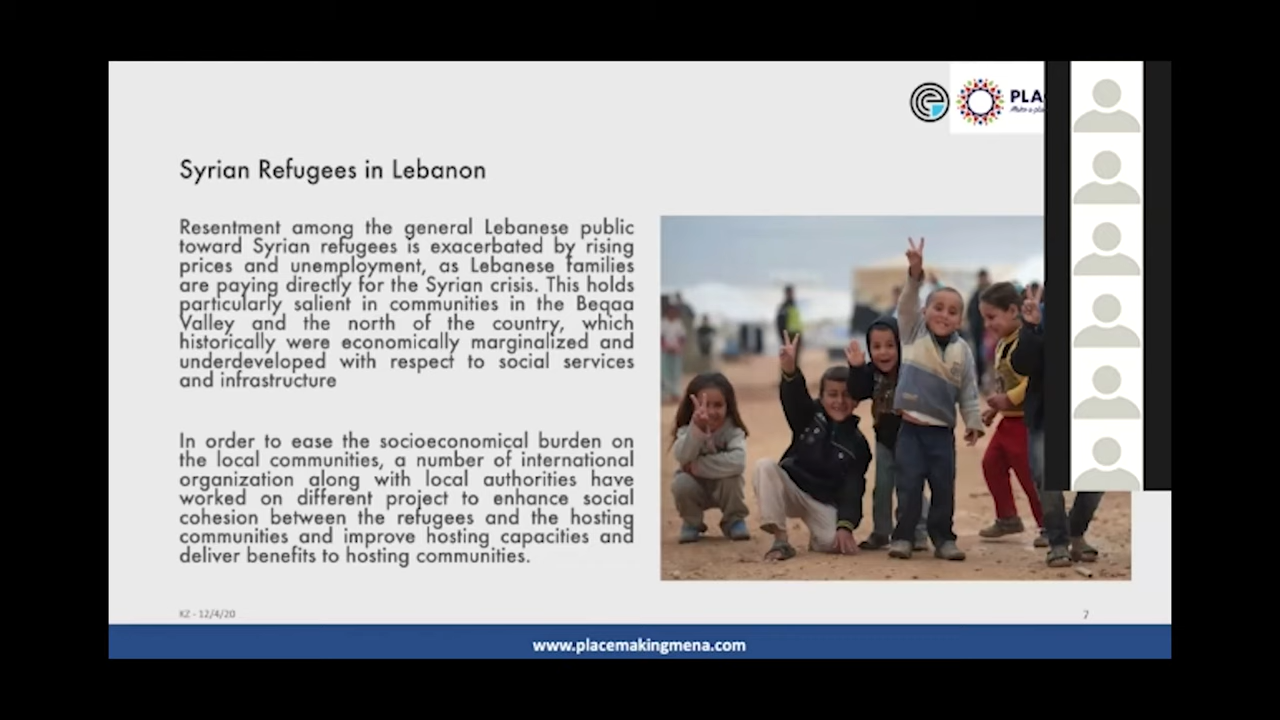 PLA
Syrian Refugees in Lebanon
Resentment among the general Lebanese public
toward Syrian refugees is exacerbated by rising
prices and unemployment, as Lebanese families
are paying directly for the Syrian crisis. This holds
particularly salient in communities in the Beqaa
Valley and the north of the country, which
historically were economically marginalized and
underdeveloped with respect to social services
and infrastructure
In order to ease the socioeconomical burden on
the local communities, a number of international
organization along with local authorities have
worked on different project to enhance social
cohesion between the refugees and the hosting
communities and improve hosting capacities and
deliver benefits to hosting communities.
KZ - 12/4/20
7
www.placemakingmena.com